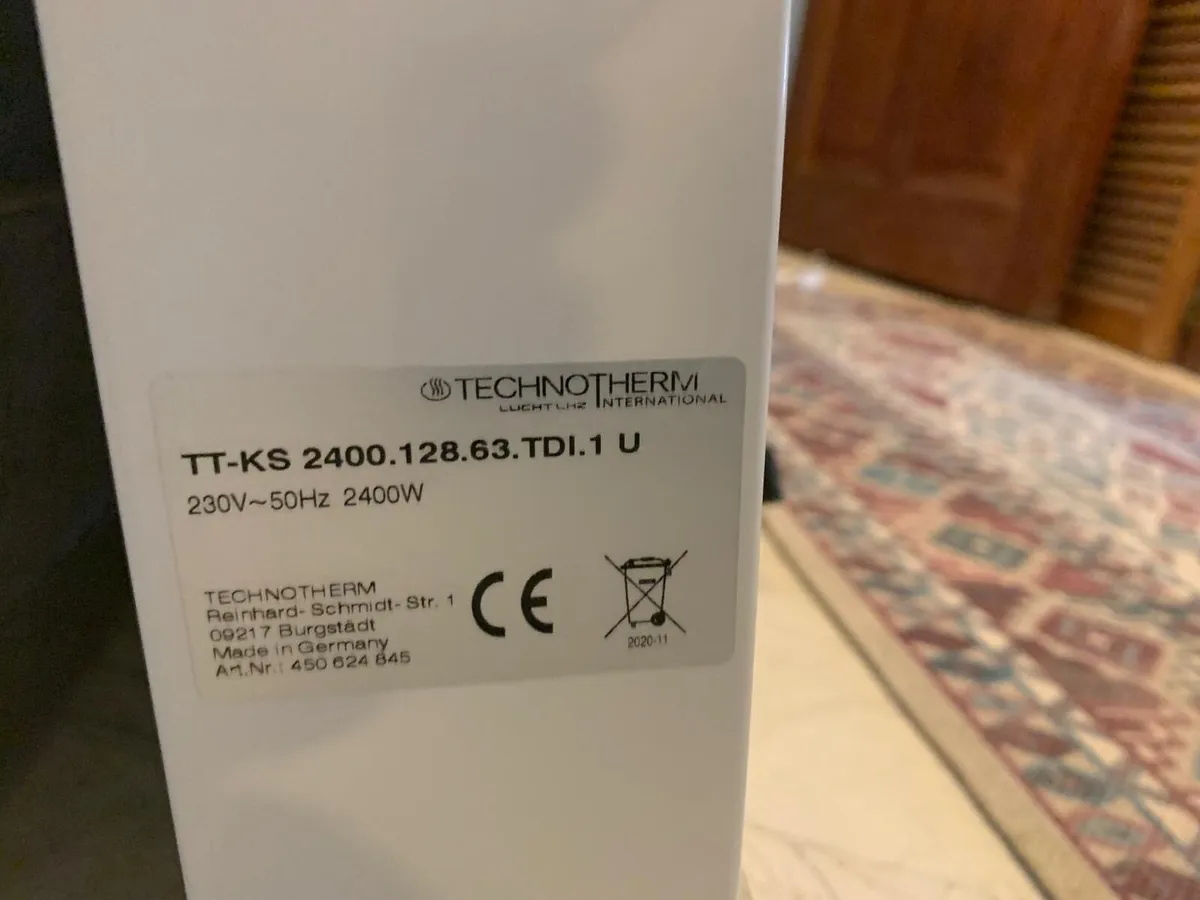 TECHNOTHERM
LUCHT LHZ INTERNATIONAL
TT-KS 2400.128.63.TDI.1 U
230V~50Hz 2400W
TECHNOTHERM
Reinhard- Schmidt- Str. 1
09217 Burgstädt
Made in Germany
Art.Nr.: 450 624 845
CE
2020-11